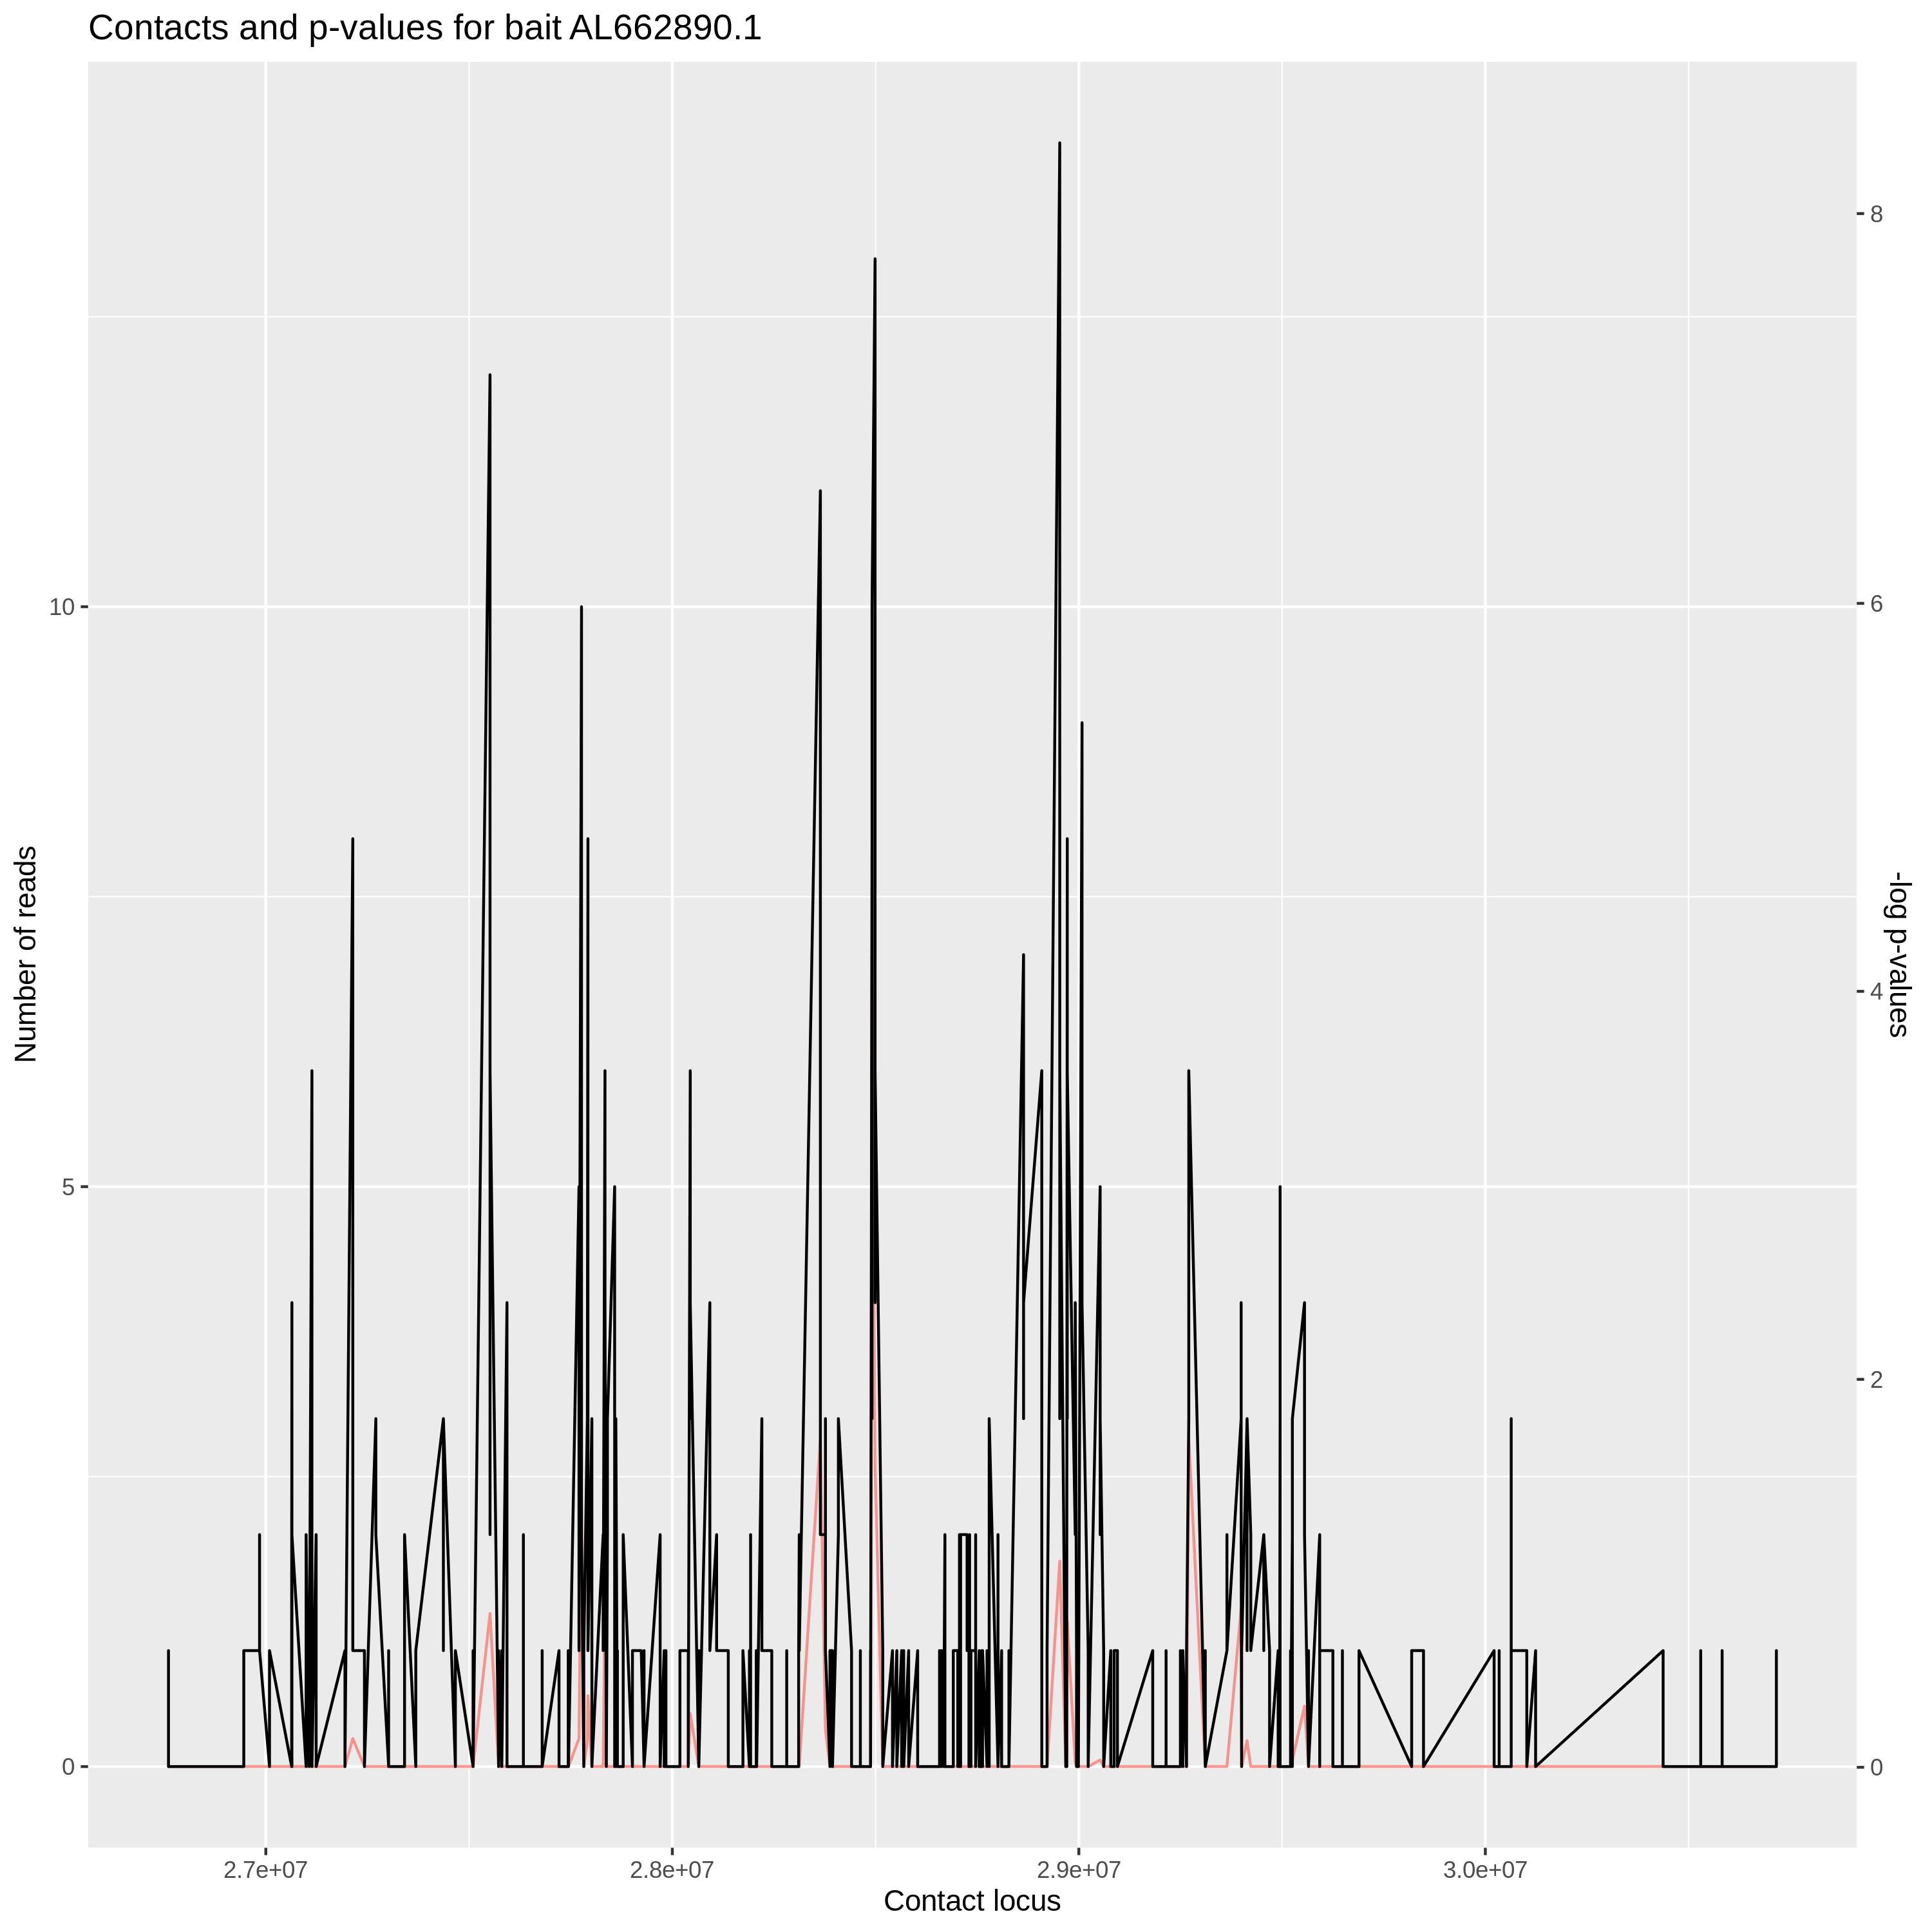 Contacts and p-values for bait AL662890.1
Number of reads
10
5
0
8
6
4
2
0
-log p-values
2.7e+07
2.8e+07
2.9e+07
3.0e+07
Contact locus